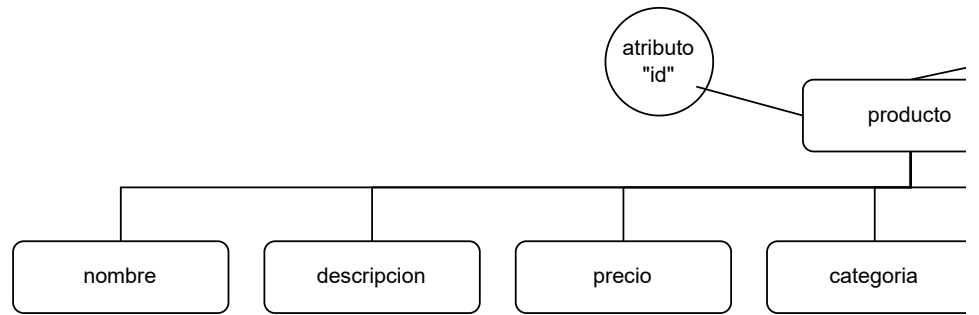 atributo
"id"
producto
nombre
descripcion
precio
categoria